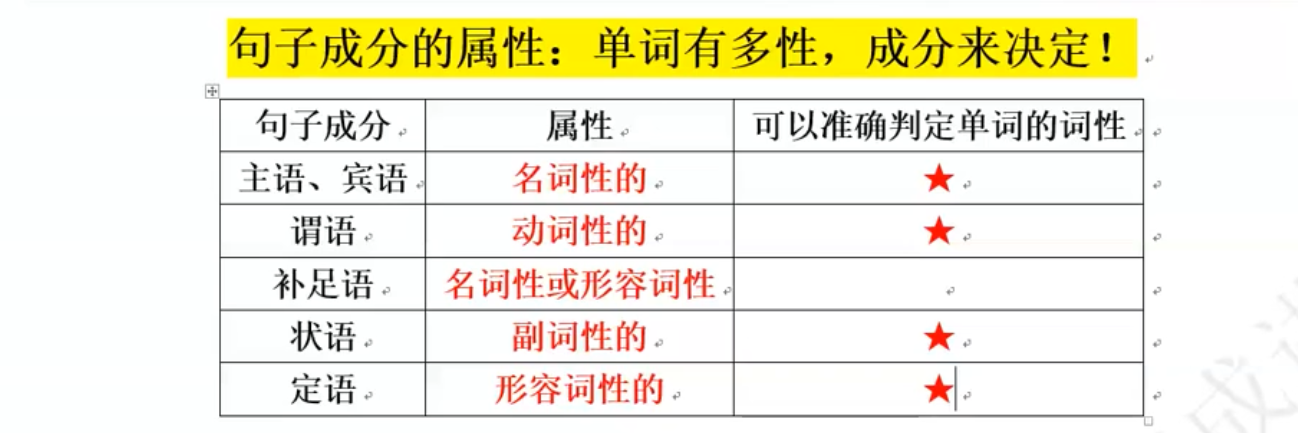 句子成分的属性：单词有多性，成分来决定！
句子成分 属性 可以准确判定单词的词性
主语、宾语 名词性的 ★
谓语 动词性的 ★
补足语 名词性或形容词性
状语 副词性的 ★
定语 形容词性的 ★